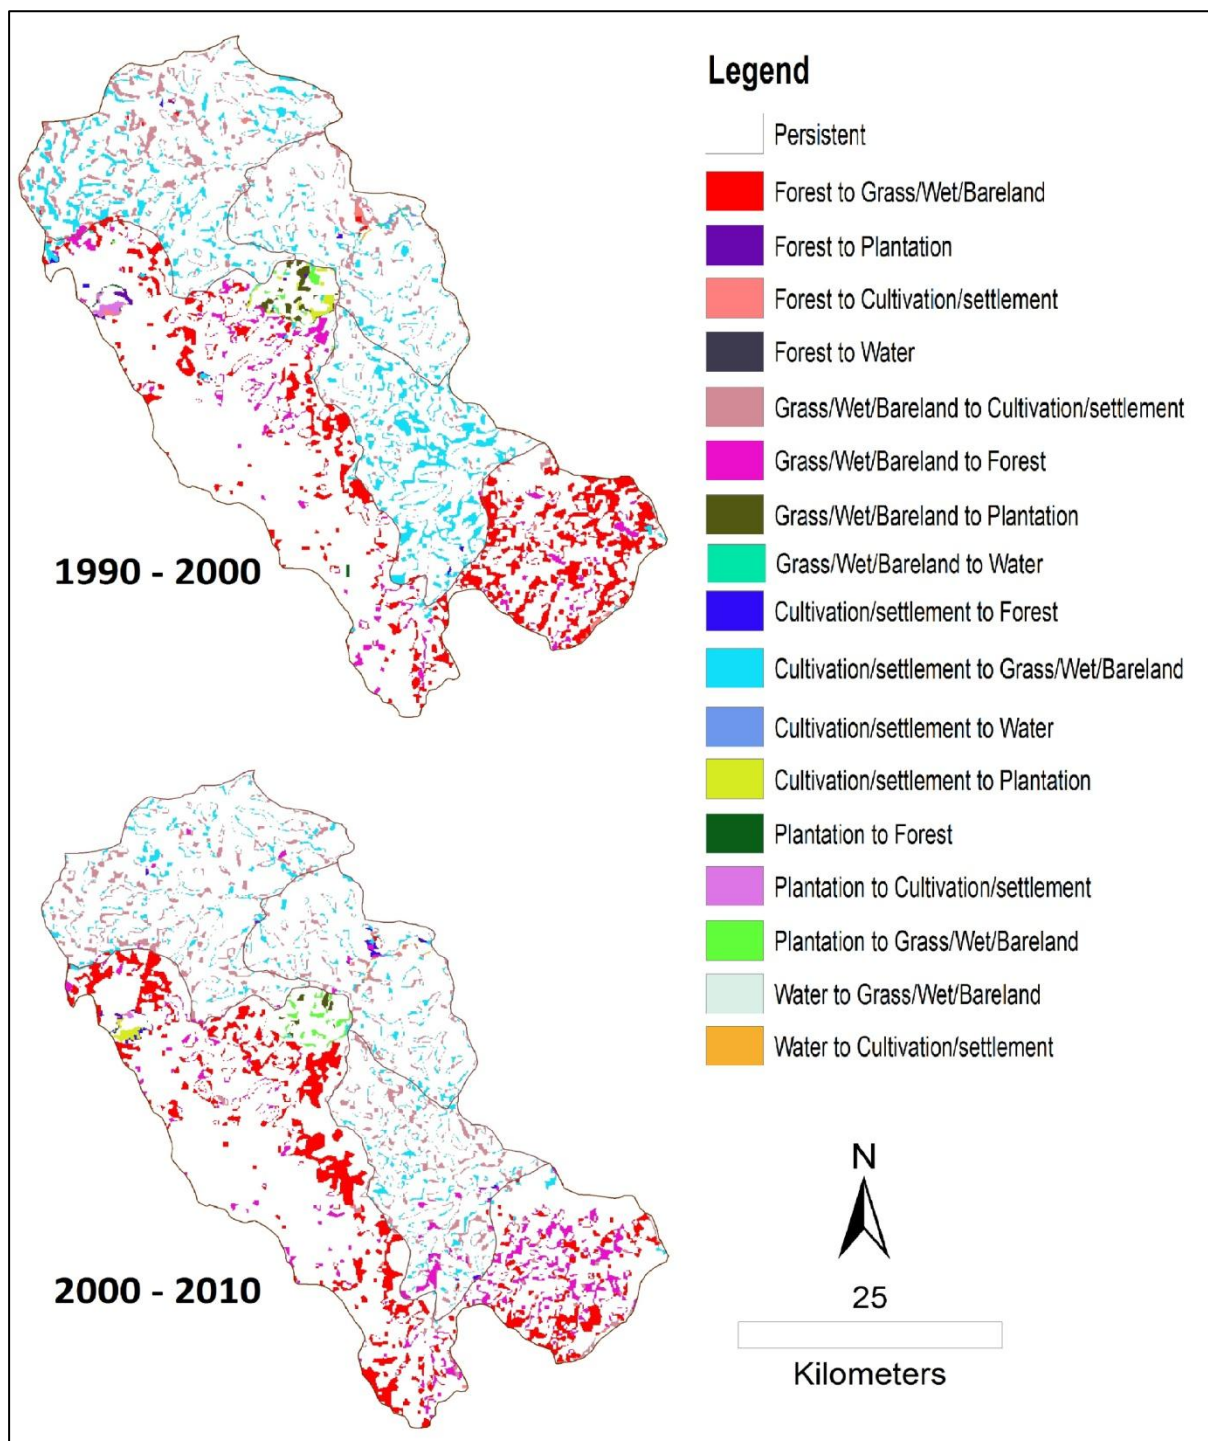 Legend
Persistent
Forest to Grass/Wet/Bareland
Forest to Plantation
Forest to Cultivation/settlement
Forest to Water
Grass/Wet/Bareland to Cultivation/settlement
Grass/Wet/Bareland to Forest
Grass/Wet/Bareland to Plantation
Grass/Wet/Bareland to Water
Cultivation/settlement to Forest
Cultivation/settlement to Grass/Wet/Bareland
Cultivation/settlement to Water
Cultivation/settlement to Plantation
Plantation to Forest
Plantation to Cultivation/settlement
Plantation to Grass/Wet/Bareland
Water to Grass/Wet/Bareland
Water to Cultivation/settlement
1990 - 2000
2000 - 2010
N
25
Kilometers